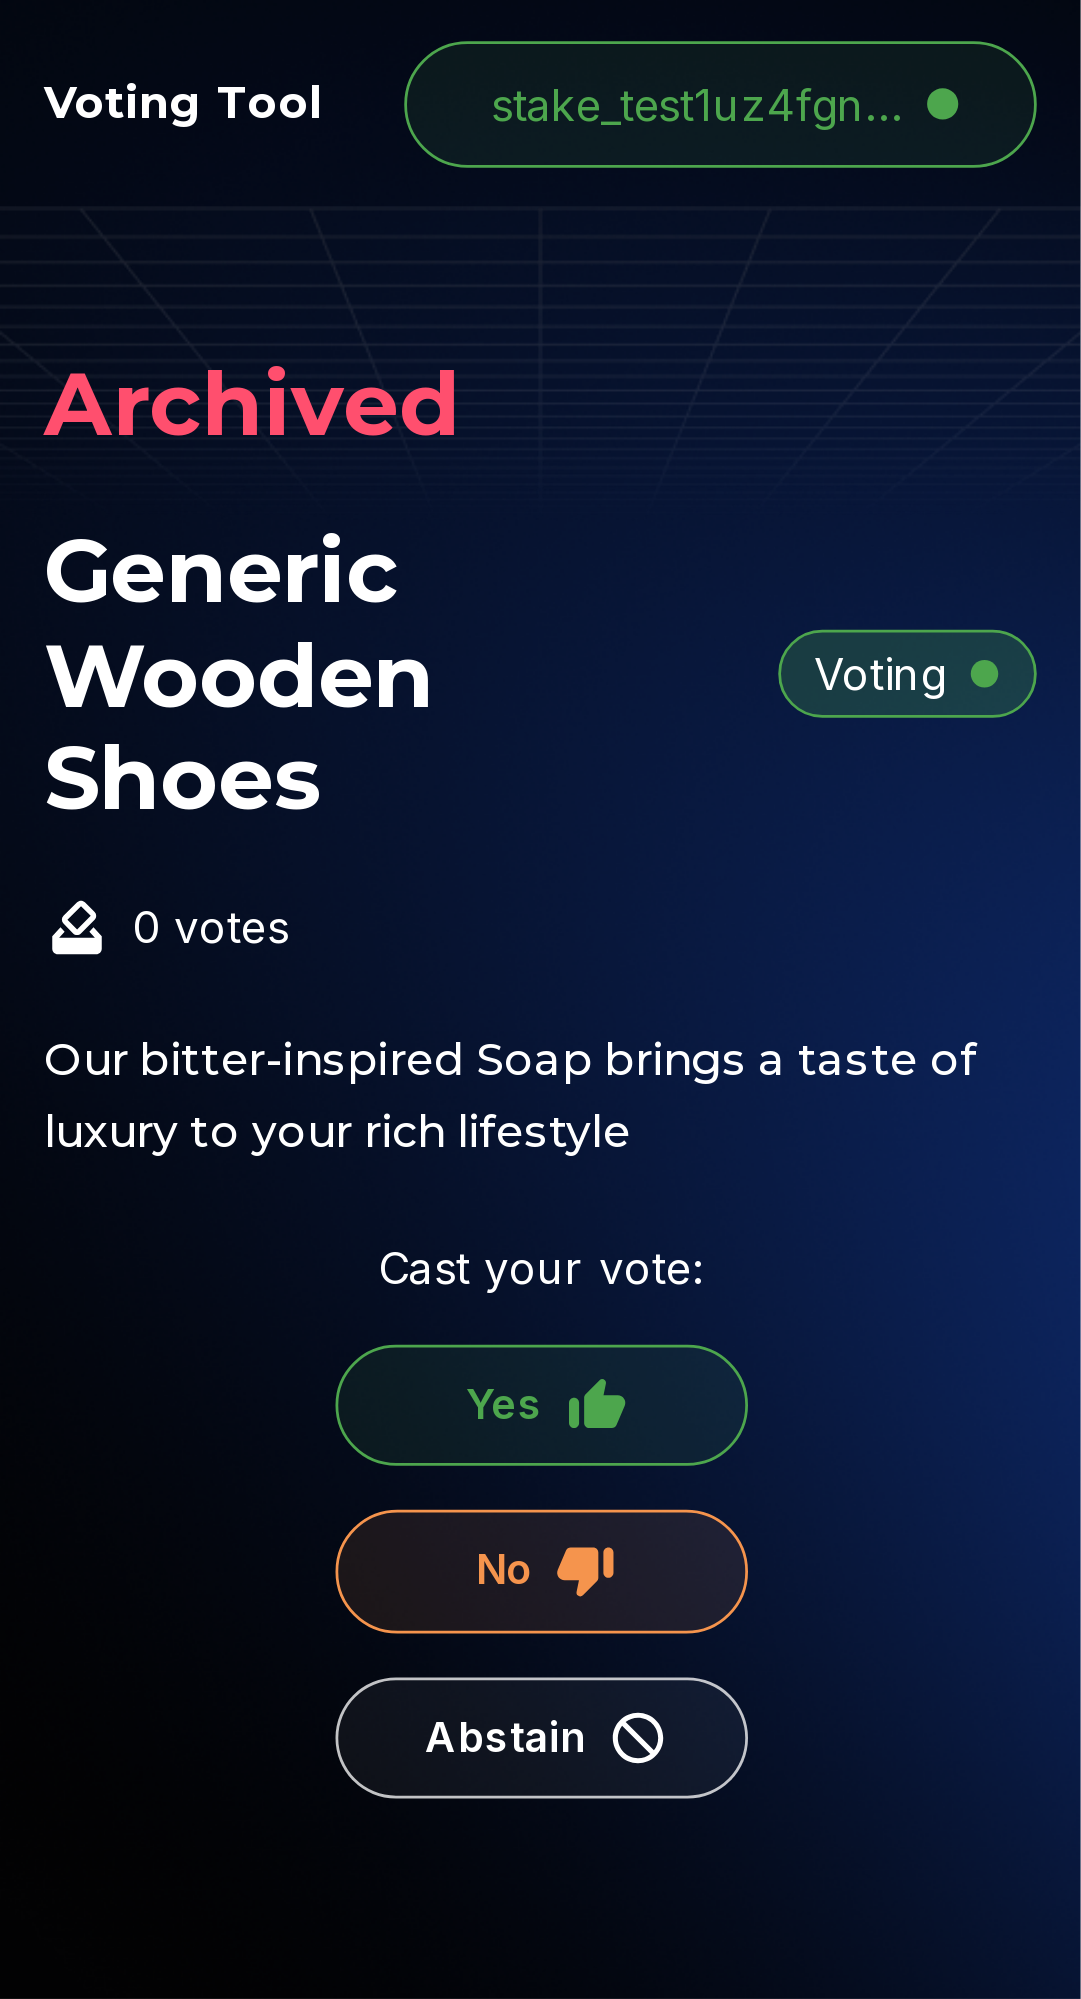 Voting Tool
stake_test1uz4fgn...
Archived
Generic
Wooden
Shoes
Voting
0 votes
Our bitter-inspired Soap brings a taste of
luxury to your rich lifestyle
Cast your vote:
Yes
No
Abstain